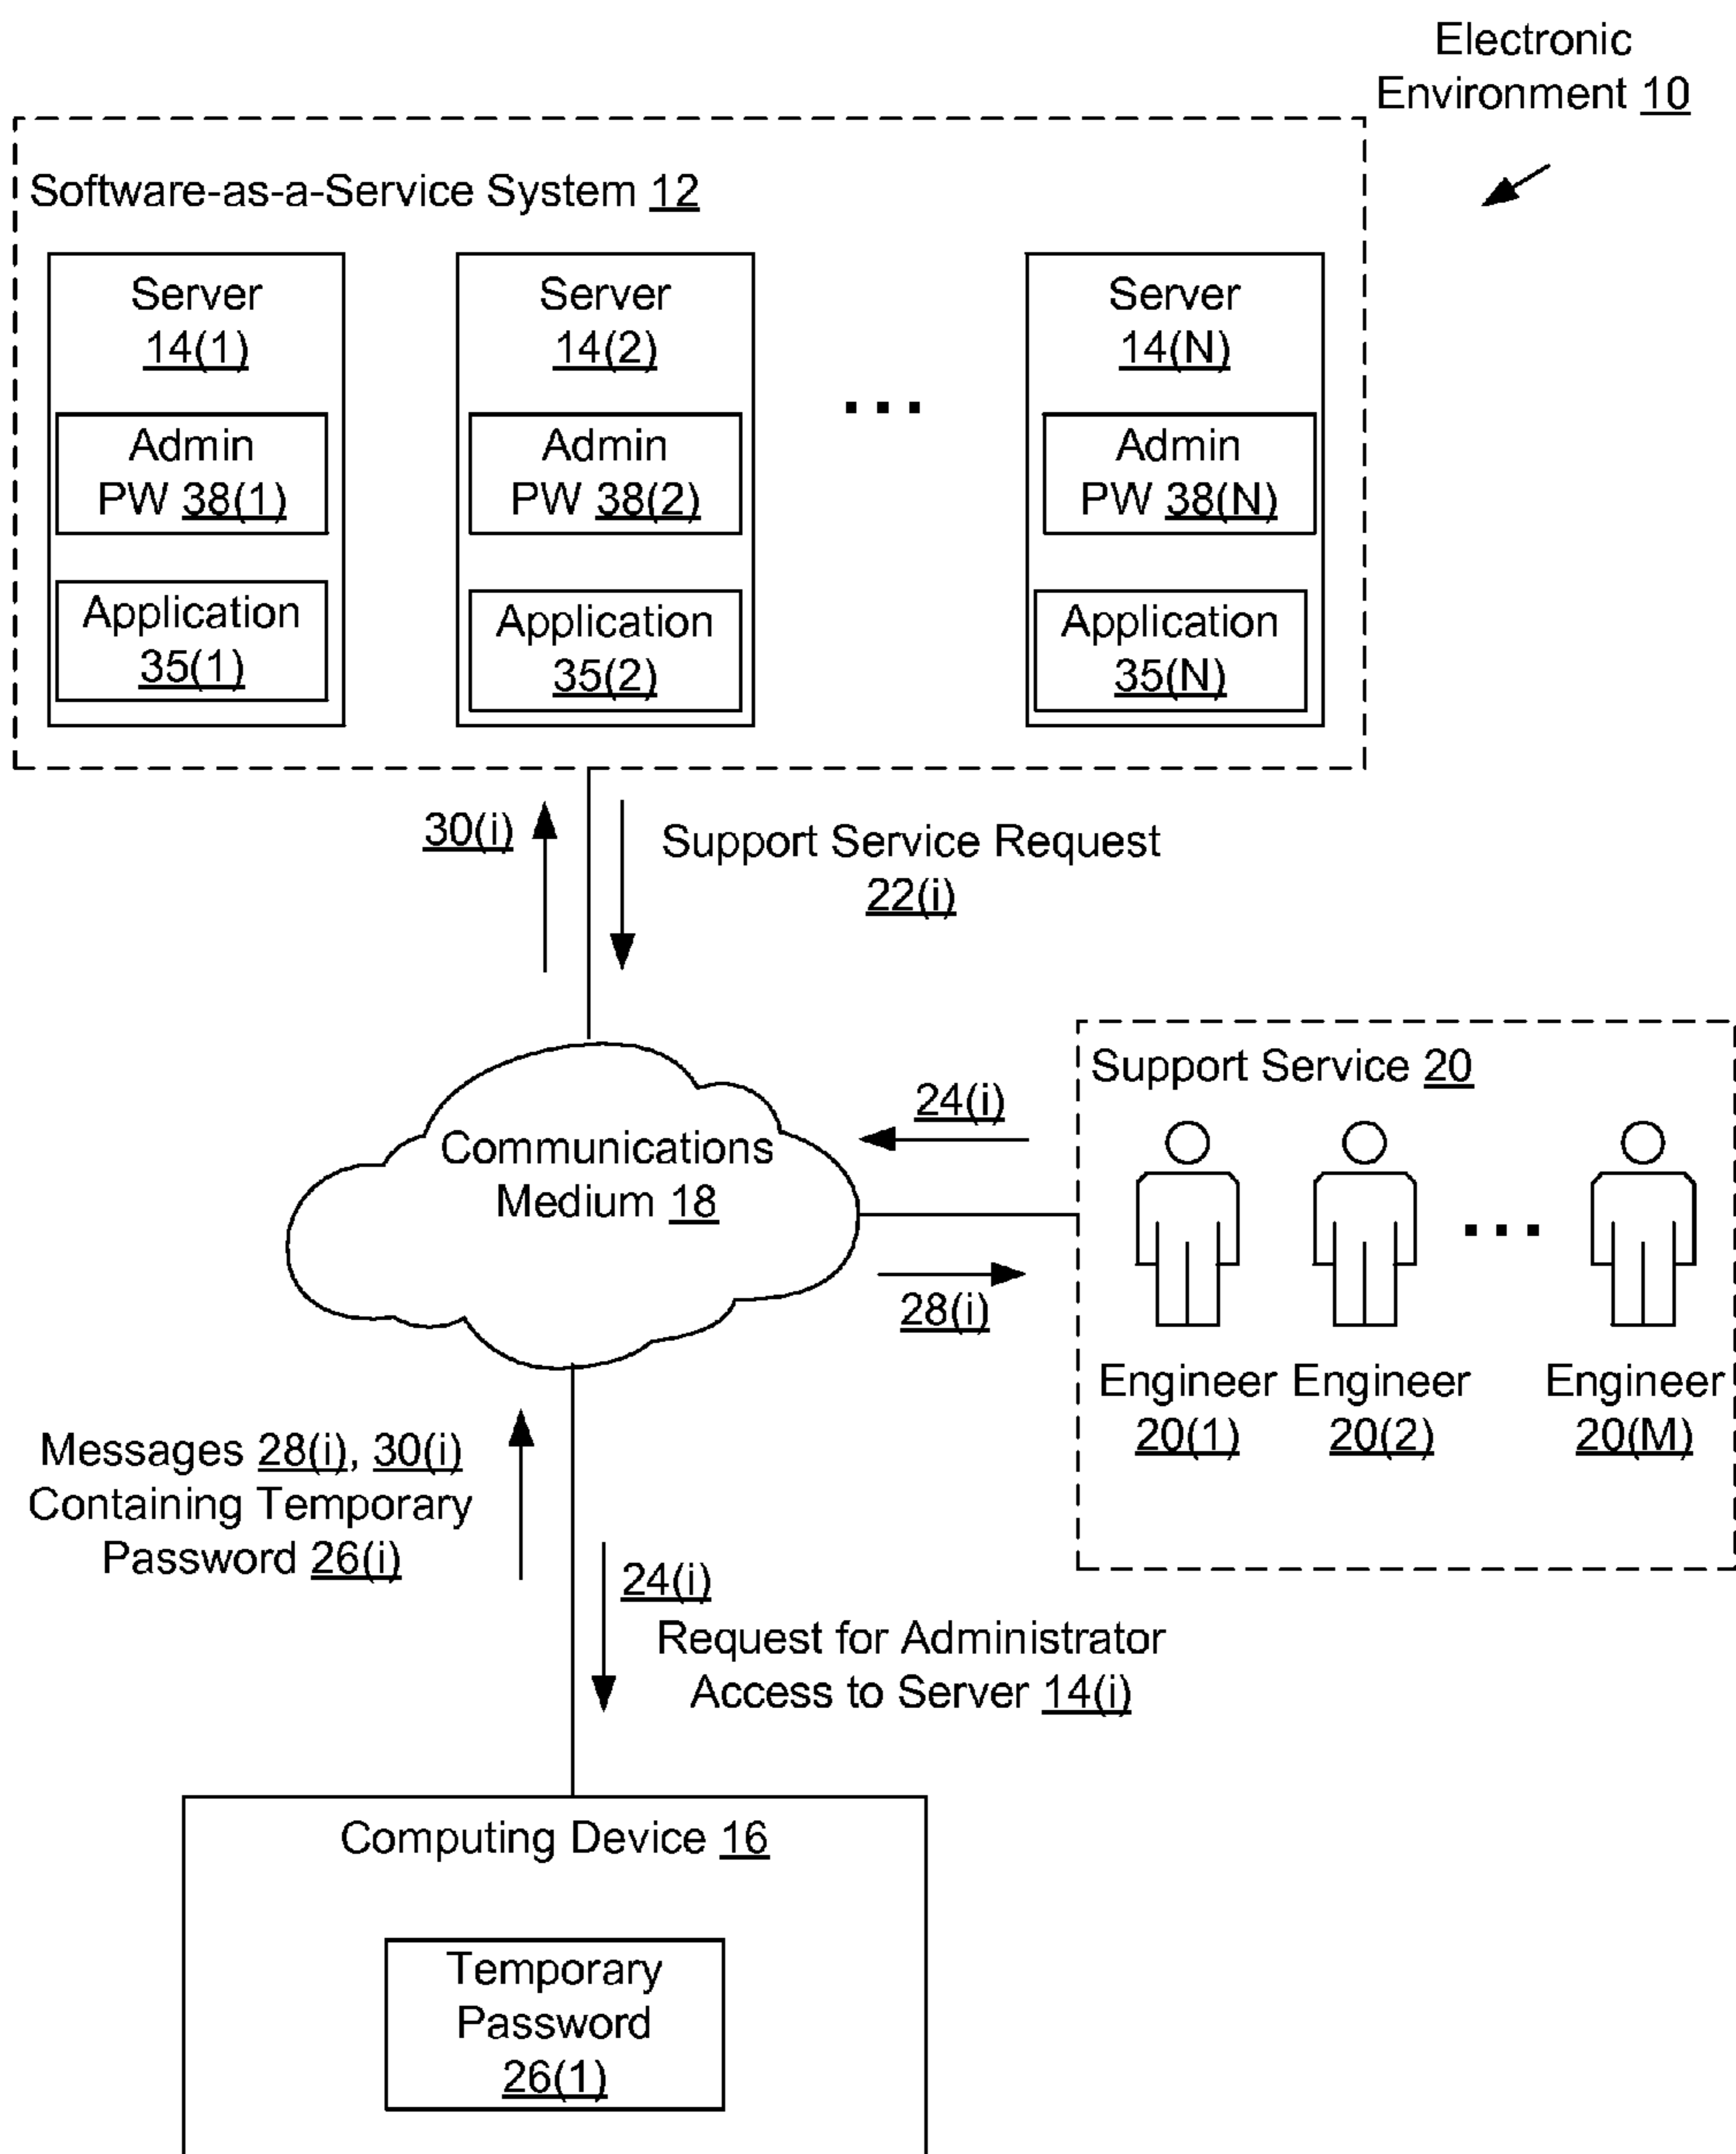 Electronic
Environment 10
Software-as-a-Service System 12
Server
14(1)
Admin
PW 38(1)
Application
35(1)
Server
14(2)
Admin
PW 38(2)
Application
35(2)
...
Server
14(N)
Admin
PW 38(N)
Application
35(N)
30(i)
Support Service Request
22(i)
Communications
Medium 18
24(i)
28(i)
Support Service 20
...
Engineer
20(1)
Engineer
20(2)
Engineer
20(M)
Messages 28(i), 30(i)
Containing Temporary
Password 26(i)
24(i)
Request for Administrator
Access to Server 14(i)
Computing Device 16
Temporary
Password
26(1)